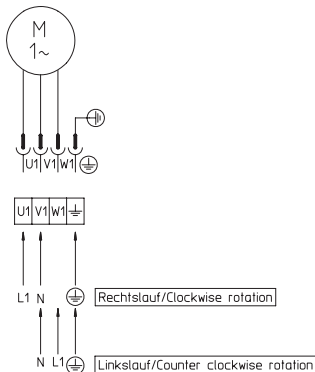 M
1~
U1 V1 W1
U1 V1 W1
L1 N
Rechtslauf/Clockwise rotation
N L1
Linkslauf/Counter clockwise rotation